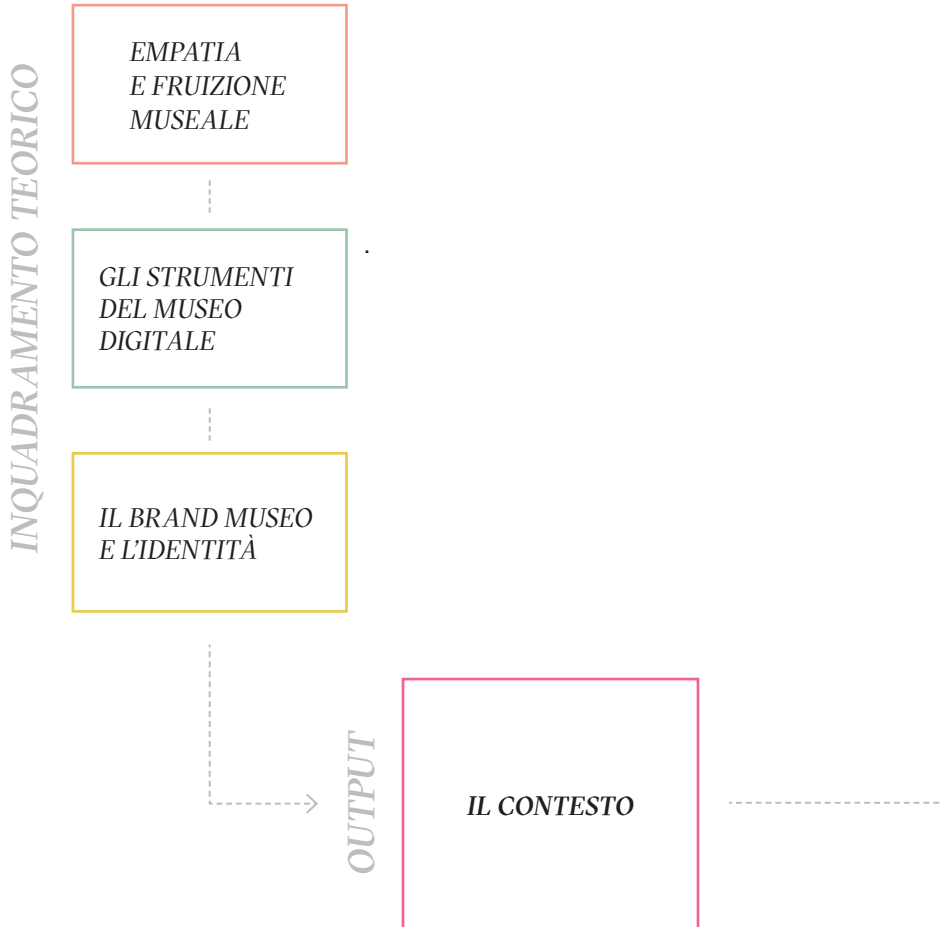 INQUADRAMENTO TEORICO
EMPATIA
E FRUIZIONE
MUSEALE
.
GLI STRUMENTI
DEL MUSEO
DIGITALE
IL BRAND MUSEO
E L'IDENTITÀ
OUTPUT
IL CONTESTO